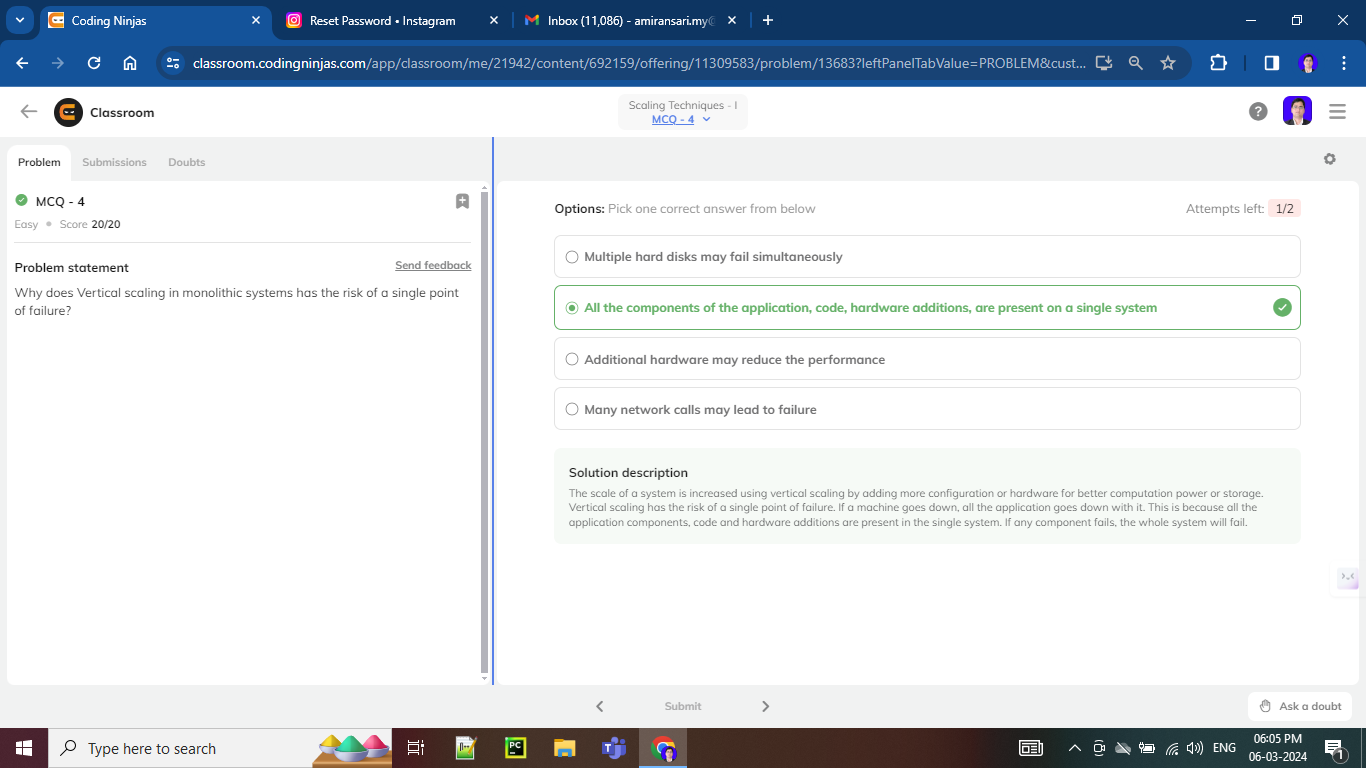 Coding Ninjas
Reset Password • Instagram
Inbox (11,086) - amiransari.my@
classroom.codingninjas.com/app/classroom/me/21942/content/692159/offering/11309583/problem/13683?leftPanelTabValue=PROBLEM&cust...
Classroom
Scaling Techniques - I
MCQ - 4
Problem
Submissions
Doubts
MCQ - 4
Easy • Score 20/20
Problem statement
Send feedback
Why does Vertical scaling in monolithic systems has the risk of a single point
of failure?
Options: Pick one correct answer from below
Attempts left: 1/2
Multiple hard disks may fail simultaneously
All the components of the application, code, hardware additions, are present on a single system
Additional hardware may reduce the performance
Many network calls may lead to failure
Solution description
The scale of a system is increased using vertical scaling by adding more configuration or hardware for better computation power or storage.
Vertical scaling has the risk of a single point of failure. If a machine goes down, all the application goes down with it. This is because all the
application components, code and hardware additions are present in the single system. If any component fails, the whole system will fail.
Submit
Ask a doubt
Type here to search
PC
ENG
06:05 PM
06-03-2024
1